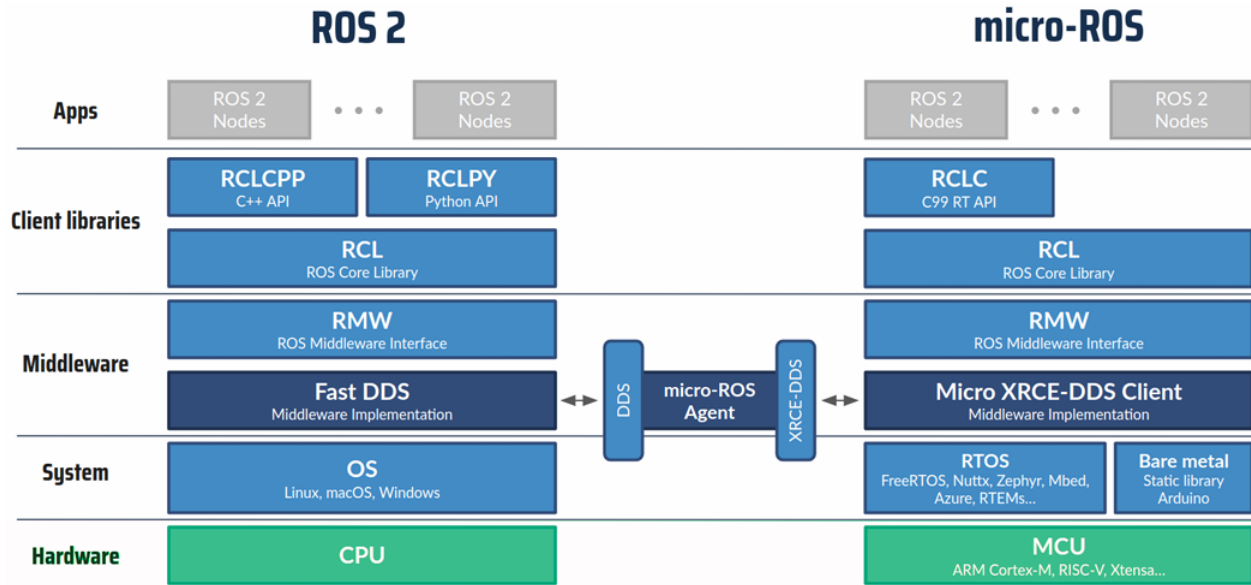 ROS 2
micro-ROS
Apps
ROS 2
Nodes
ROS 2
Nodes
ROS 2
Nodes
ROS 2
Nodes
Client libraries
RCLCPP
C++ API
RCLPY
Python API
RCLC
C99 RT API
RCL
ROS Core Library
RCL
ROS Core Library
Middleware
RMW
ROS Middleware Interface
RMW
ROS Middleware Interface
Fast DDS
Middleware Implementation
DDS
micro-ROS
Agent
XRCE-DDS
Micro XRCE-DDS Client
Middleware Implementation
System
OS
Linux, macOS, Windows
RTOS
FreeRTOS, Nuttx, Zephyr, Mbed,
Azure, RTEMs...
Bare metal
Static library
Arduino
Hardware
CPU
MCU
ARM Cortex-M, RISC-V, Xtensa...